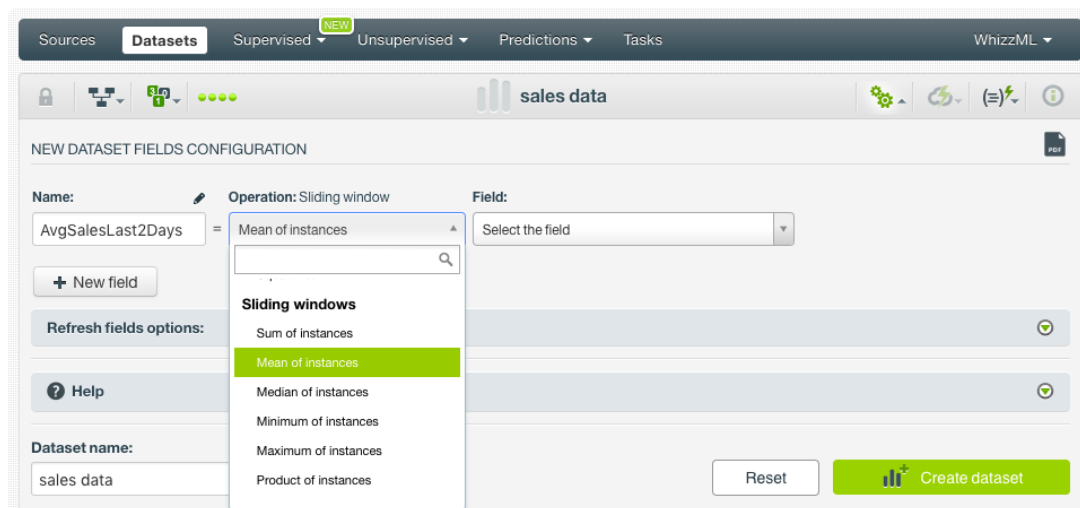 NEW
Sources Datasets Supervised Unsupervised Predictions Tasks WhizzML
sales data
NEW DATASET FIELDS CONFIGURATION
PDF
Name: Operation: Sliding window Field:
AvgSalesLast2Days = Mean of instances Select the field
+ New field
Sliding windows
Refresh fields options:
Sum of instances
Mean of instances
? Help
Median of instances
Minimum of instances
Dataset name:
Maximum of instances
sales data
Product of instances
Reset
Create dataset